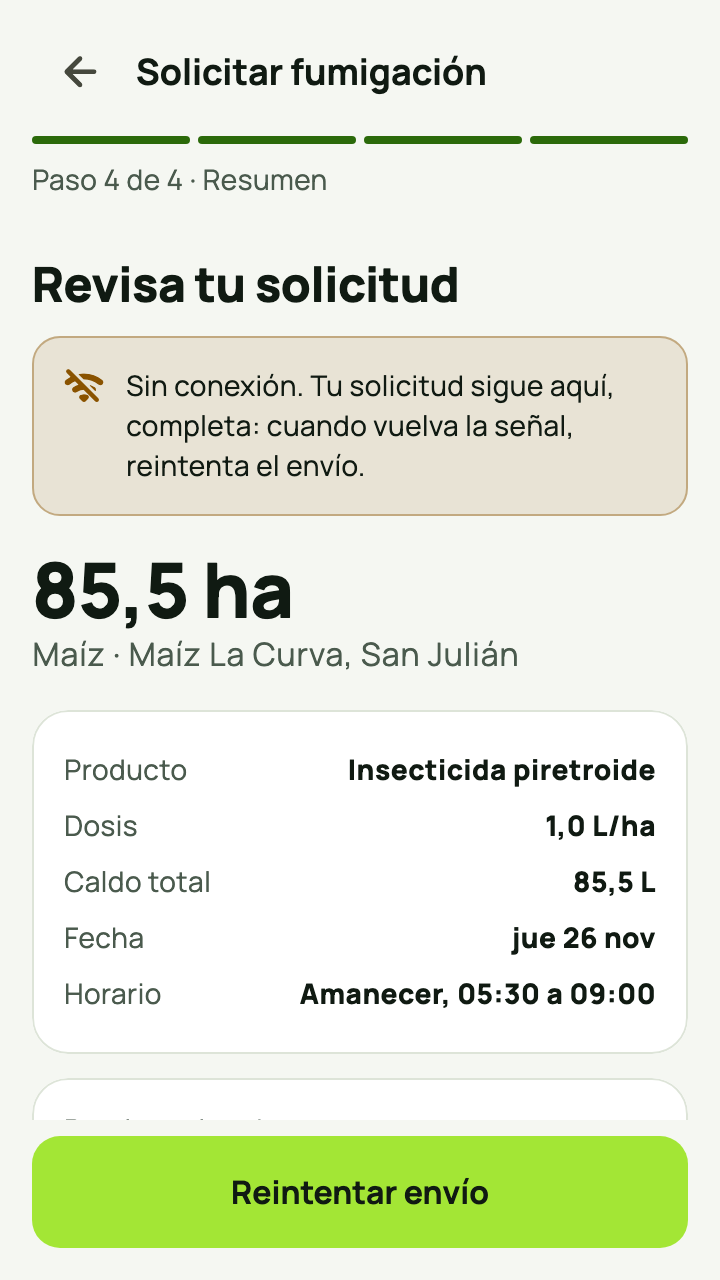 Solicitar fumigación
Paso 4 de 4 · Resumen
Revisa tu solicitud
Sin conexión. Tu solicitud sigue aquí,
completa: cuando vuelva la señal,
reintenta el envío.
85,5 ha
Maíz · Maíz La Curva, San Julián
Producto Insecticida piretroide
Dosis 1,0 L/ha
Caldo total 85,5 L
Fecha jue 26 nov
Horario Amanecer, 05:30 a 09:00
Reintentar envío